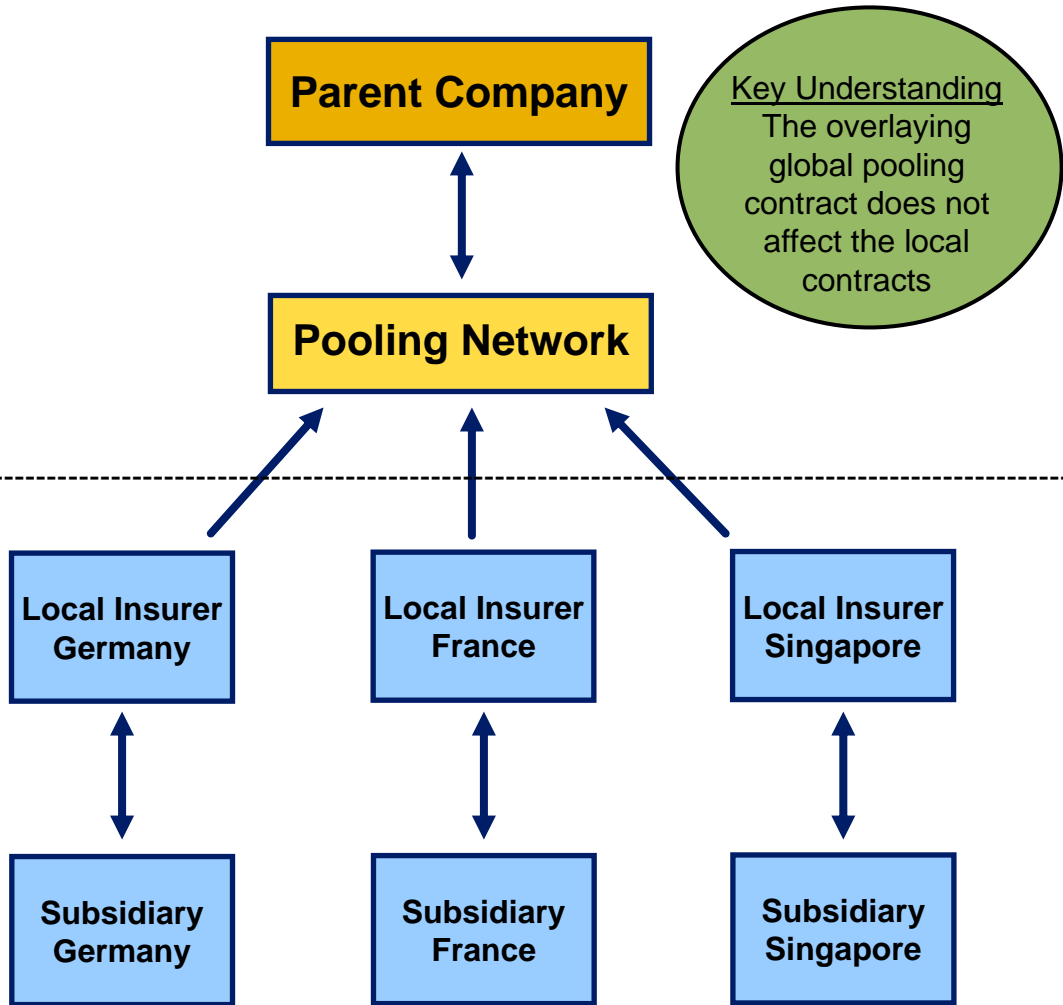 Parent Company
Key Understanding
The overlaying
global pooling
contract does not
affect the local
contracts
Pooling Network
Local Insurer
Germany
Local Insurer
France
Local Insurer
Singapore
Subsidiary
Germany
Subsidiary
France
Subsidiary
Singapore